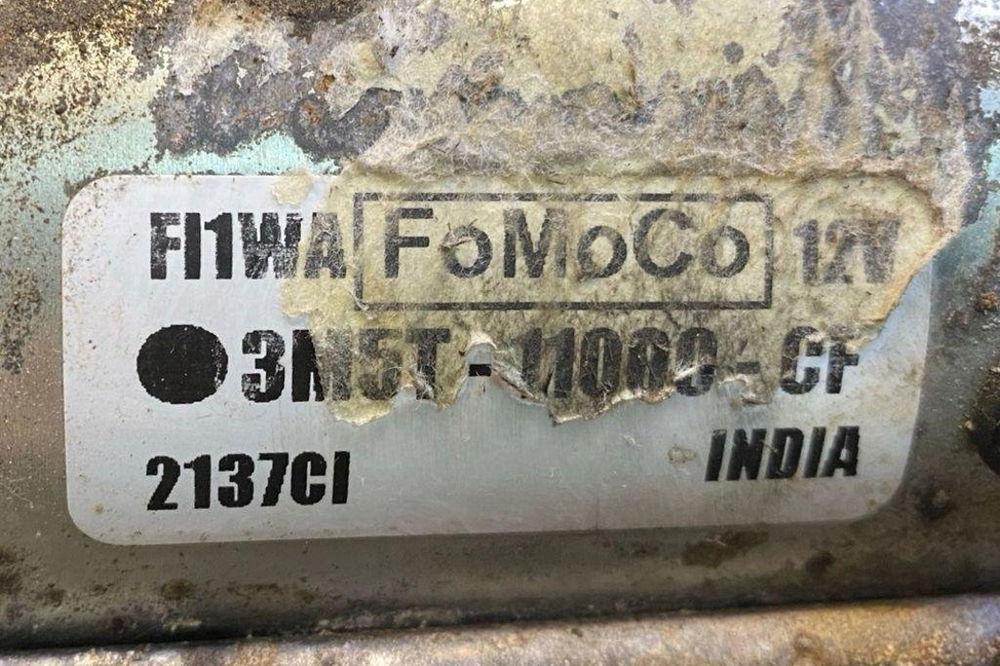 FI1WA FoMoCo 12V
3M5T-11000-CF
2137CI INDIA